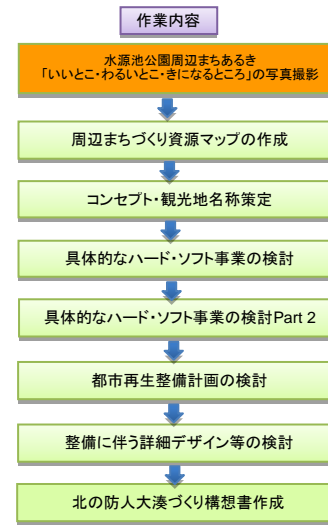 作業内容
水源池公園周辺まちあるき
「いいとこ・わるいとこ・きになるところ」の写真撮影
周辺まちづくり資源マップの作成
コンセプト・観光地名称策定
具体的なハード・ソフト事業の検討
具体的なハード・ソフト事業の検討Part 2
都市再生整備計画の検討
整備に伴う詳細デザイン等の検討
北の防人大湊づくり構想書作成